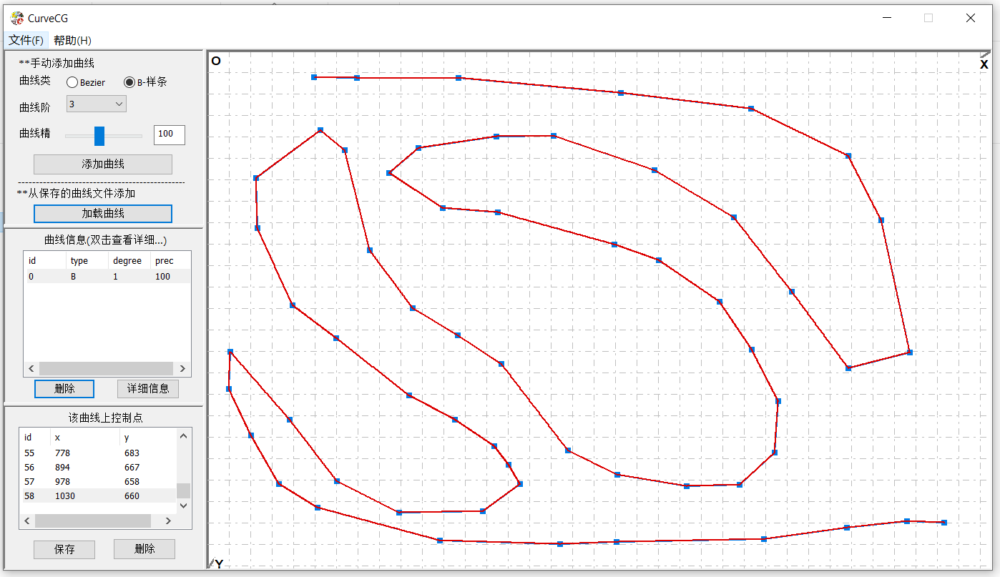 CurveCG
文件(F) 帮助(H)
**手动添加曲线
曲线类 Bezier B-样条
曲线阶 3
曲线精 100
添加曲线
**从保存的曲线文件添加
加载曲线
曲线信息(双击查看详细...)
id type degree prec
0 B 1 100
删除 详细信息
该曲线上控制点
id x y
55 778 683
56 894 667
57 978 658
58 1030 660
保存 删除
O
X
Y